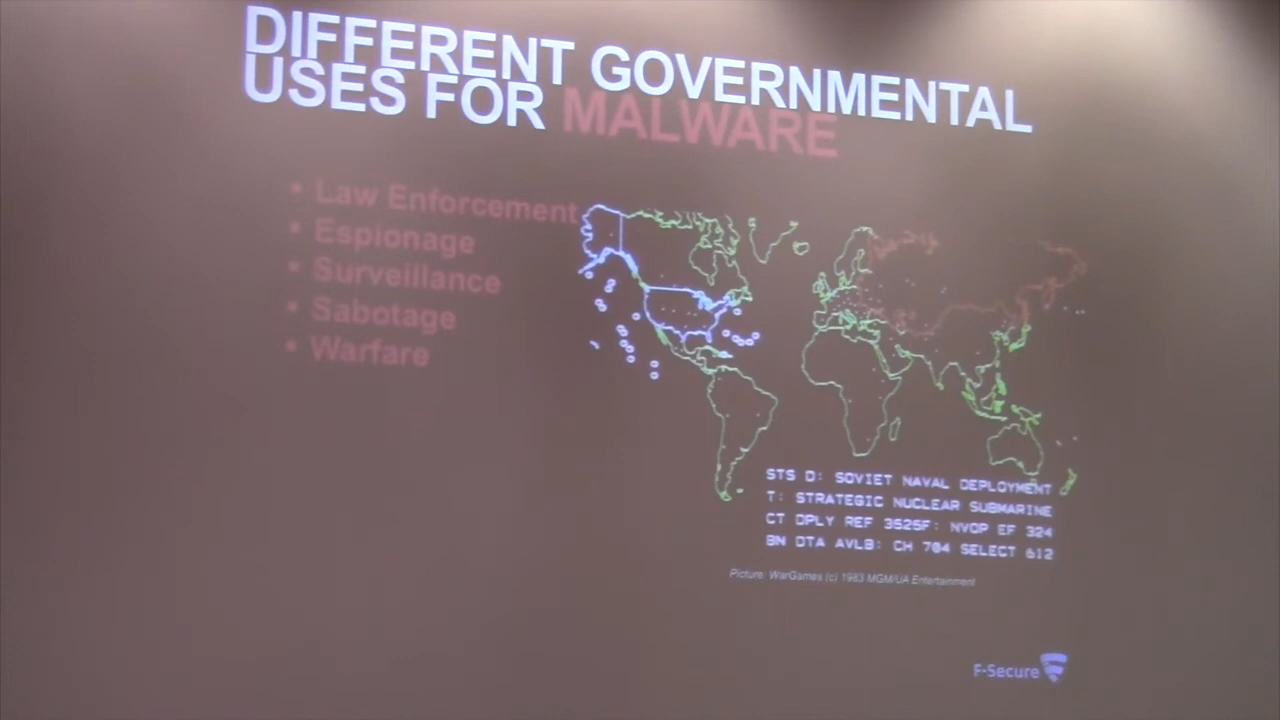 DIFFERENT GOVERNMENTAL
USES FOR MALWARE
• Law Enforcement
• Espionage
• Surveillance
• Sabotage
• Warfare
STS D: SOVIET NAVAL DEPLOYMENT
T: STRATEGIC NUCLEAR SUBMARINE
CT DPLY REF 3525F: NVOP EF 324
BN DTA AVLB: CH 704 SELECT 612
Picture: WarGames (c) 1983 MGM/UA Entertainment
F-Secure